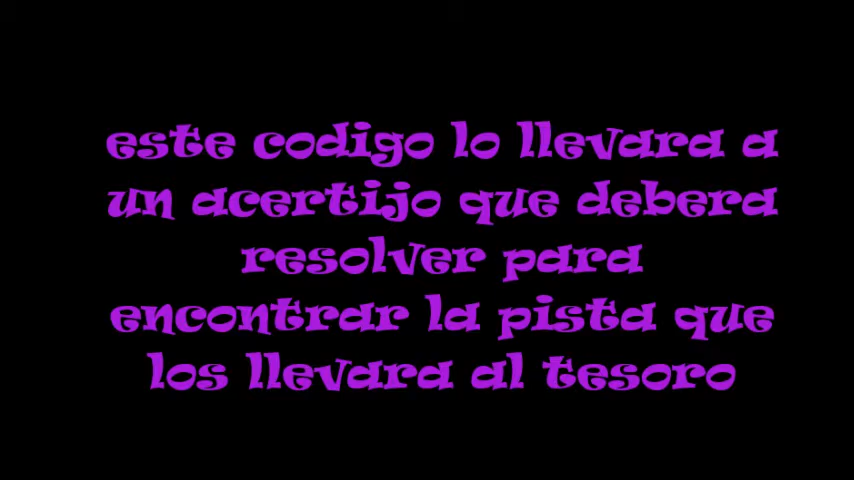 este codigo lo llevara a
un acertijo que debera
resolver para
encontrar la pista que
los llevara al tesoro